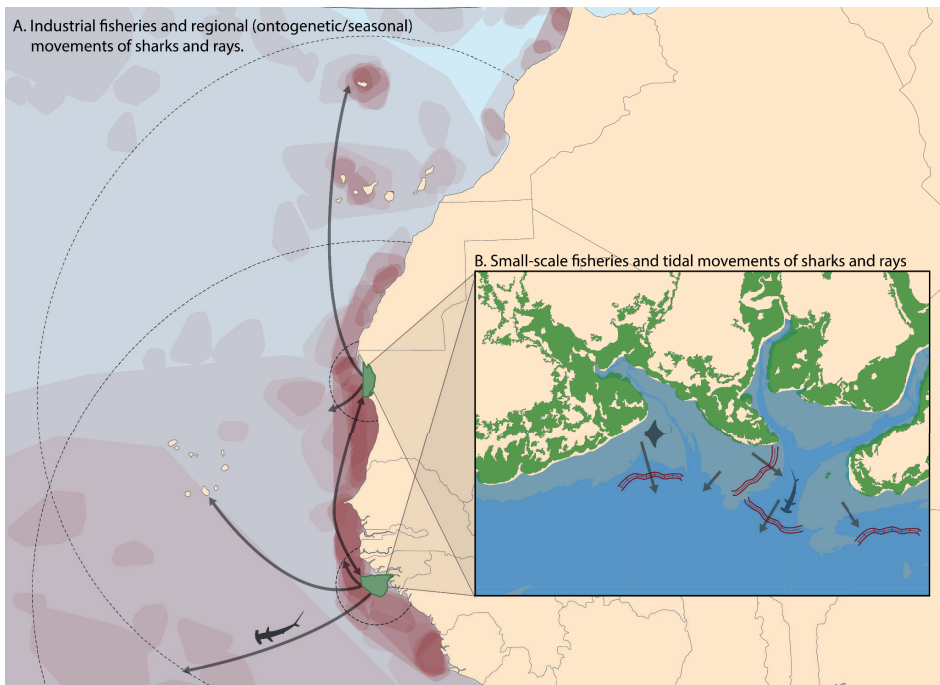 A. Industrial fisheries and regional (ontogenetic/seasonal)
movements of sharks and rays.
B. Small-scale fisheries and tidal movements of sharks and rays